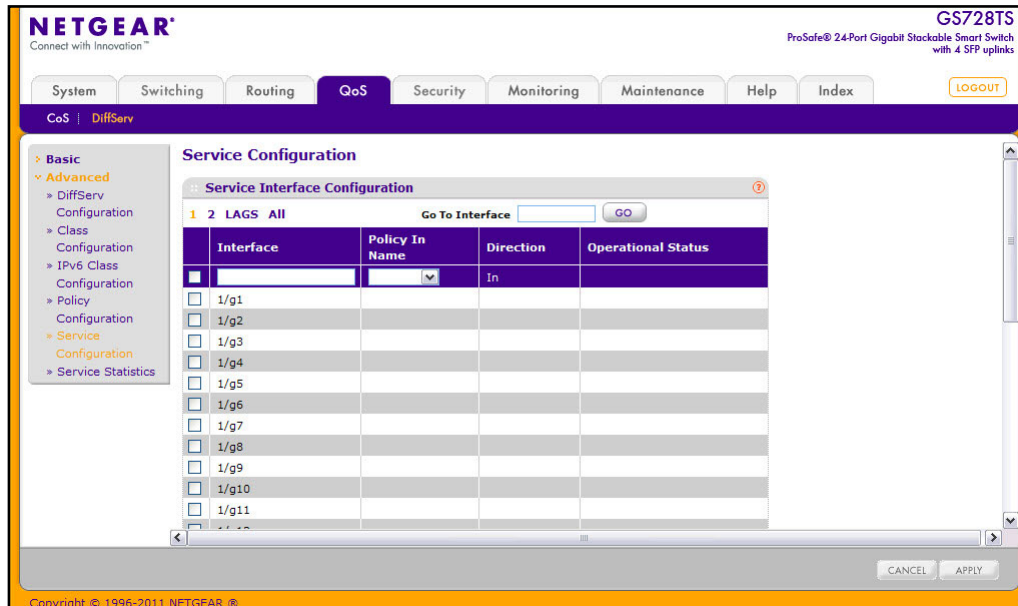 NETGEAR®
Connect with Innovation™
GS728TS
ProSafe® 24-Port Gigabit Stackable Smart Switch
with 4 SFP uplinks
System Switching Routing QoS Security Monitoring Maintenance Help Index LOGOUT
CoS | DiffServ
Basic
Advanced
» DiffServ
Configuration
» Class
Configuration
» IPv6 Class
Configuration
» Policy
Configuration
» Service
Configuration
» Service Statistics
Service Configuration
Service Interface Configuration ?
1 2 LAGS All Go To Interface GO
Interface Policy In Name Direction Operational Status
In
1/g1
1/g2
1/g3
1/g4
1/g5
1/g6
1/g7
1/g8
1/g9
1/g10
1/g11
CANCEL APPLY
Copyright © 1996-2011 NETGEAR ®